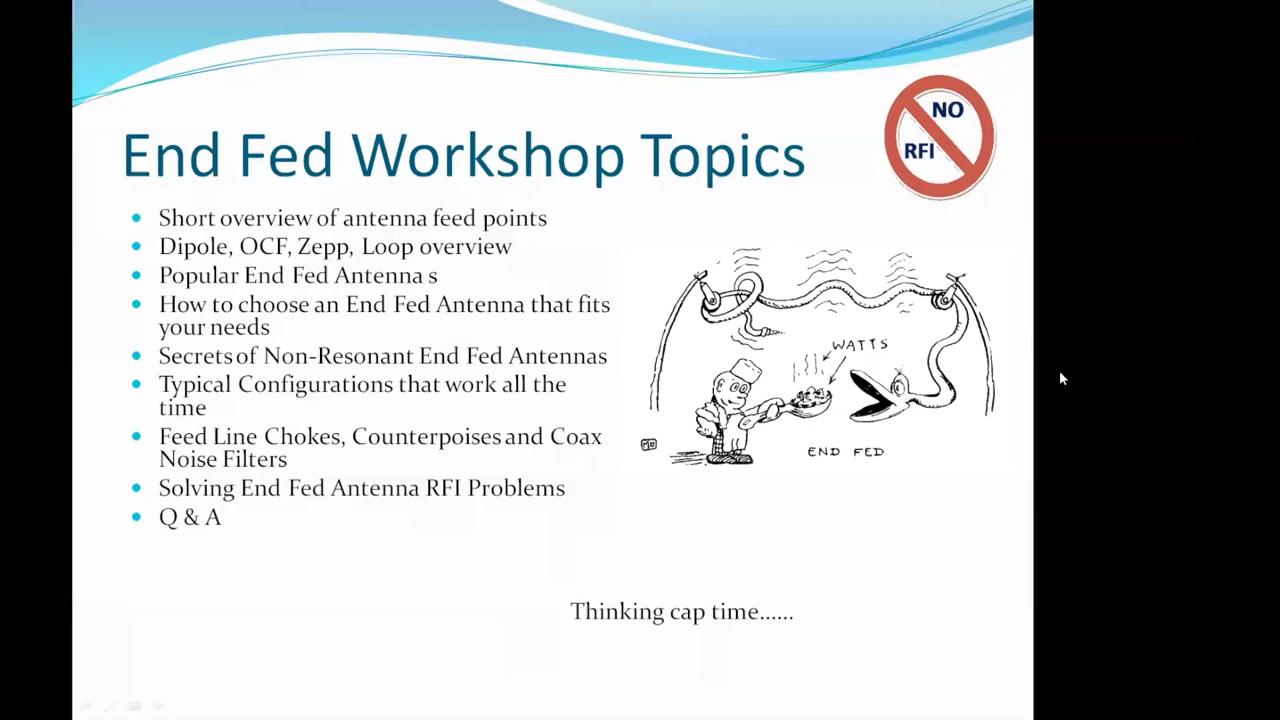 End Fed Workshop Topics
NO
RFI
Short overview of antenna feed points
Dipole, OCF, Zepp, Loop overview
Popular End Fed Antenna s
How to choose an End Fed Antenna that fits
your needs
Secrets of Non-Resonant End Fed Antennas
Typical Configurations that work all the
time
Feed Line Chokes, Counterpoises and Coax
Noise Filters
Solving End Fed Antenna RFI Problems
Q & A
WATTS
END FED
Thinking cap time......